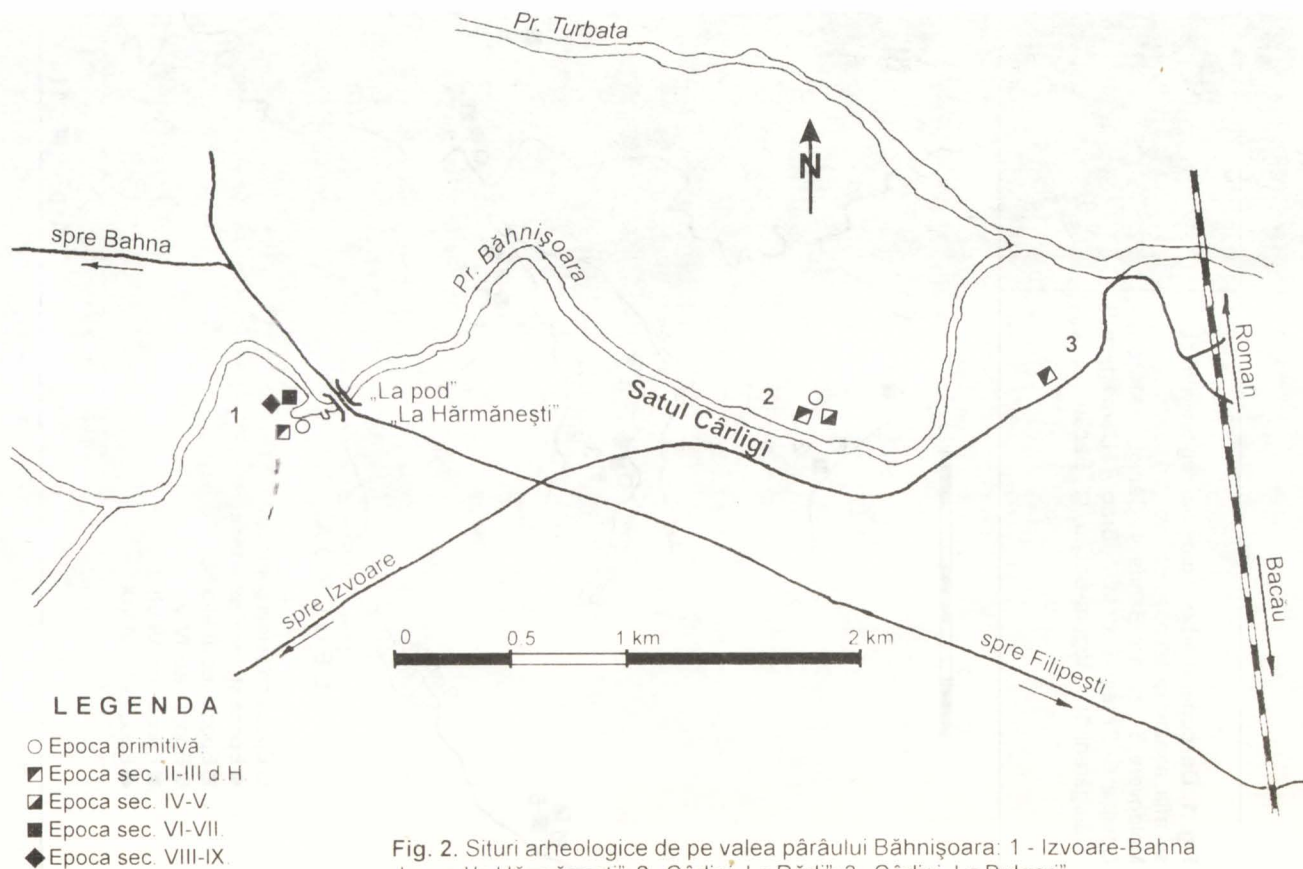 Pr. Turbata
N
spre Bahna
Pr. Băhnişoara
Roman
3
„La pod”
„La Hărmăneşti”
1
2
Satul Cârligi
Bacău
spre Izvoare
0 0.5 1 km 2 km
spre Filipeşti
LEGENDA
Epoca primitivă.
Epoca sec. II-III d.H
Epoca sec. IV-V.
Epoca sec. VI-VII.
Epoca sec. VIII-IX.
Fig. 2. Situri arheologice de pe valea pârâului Băhnişoara: 1 - Izvoare-Bahna